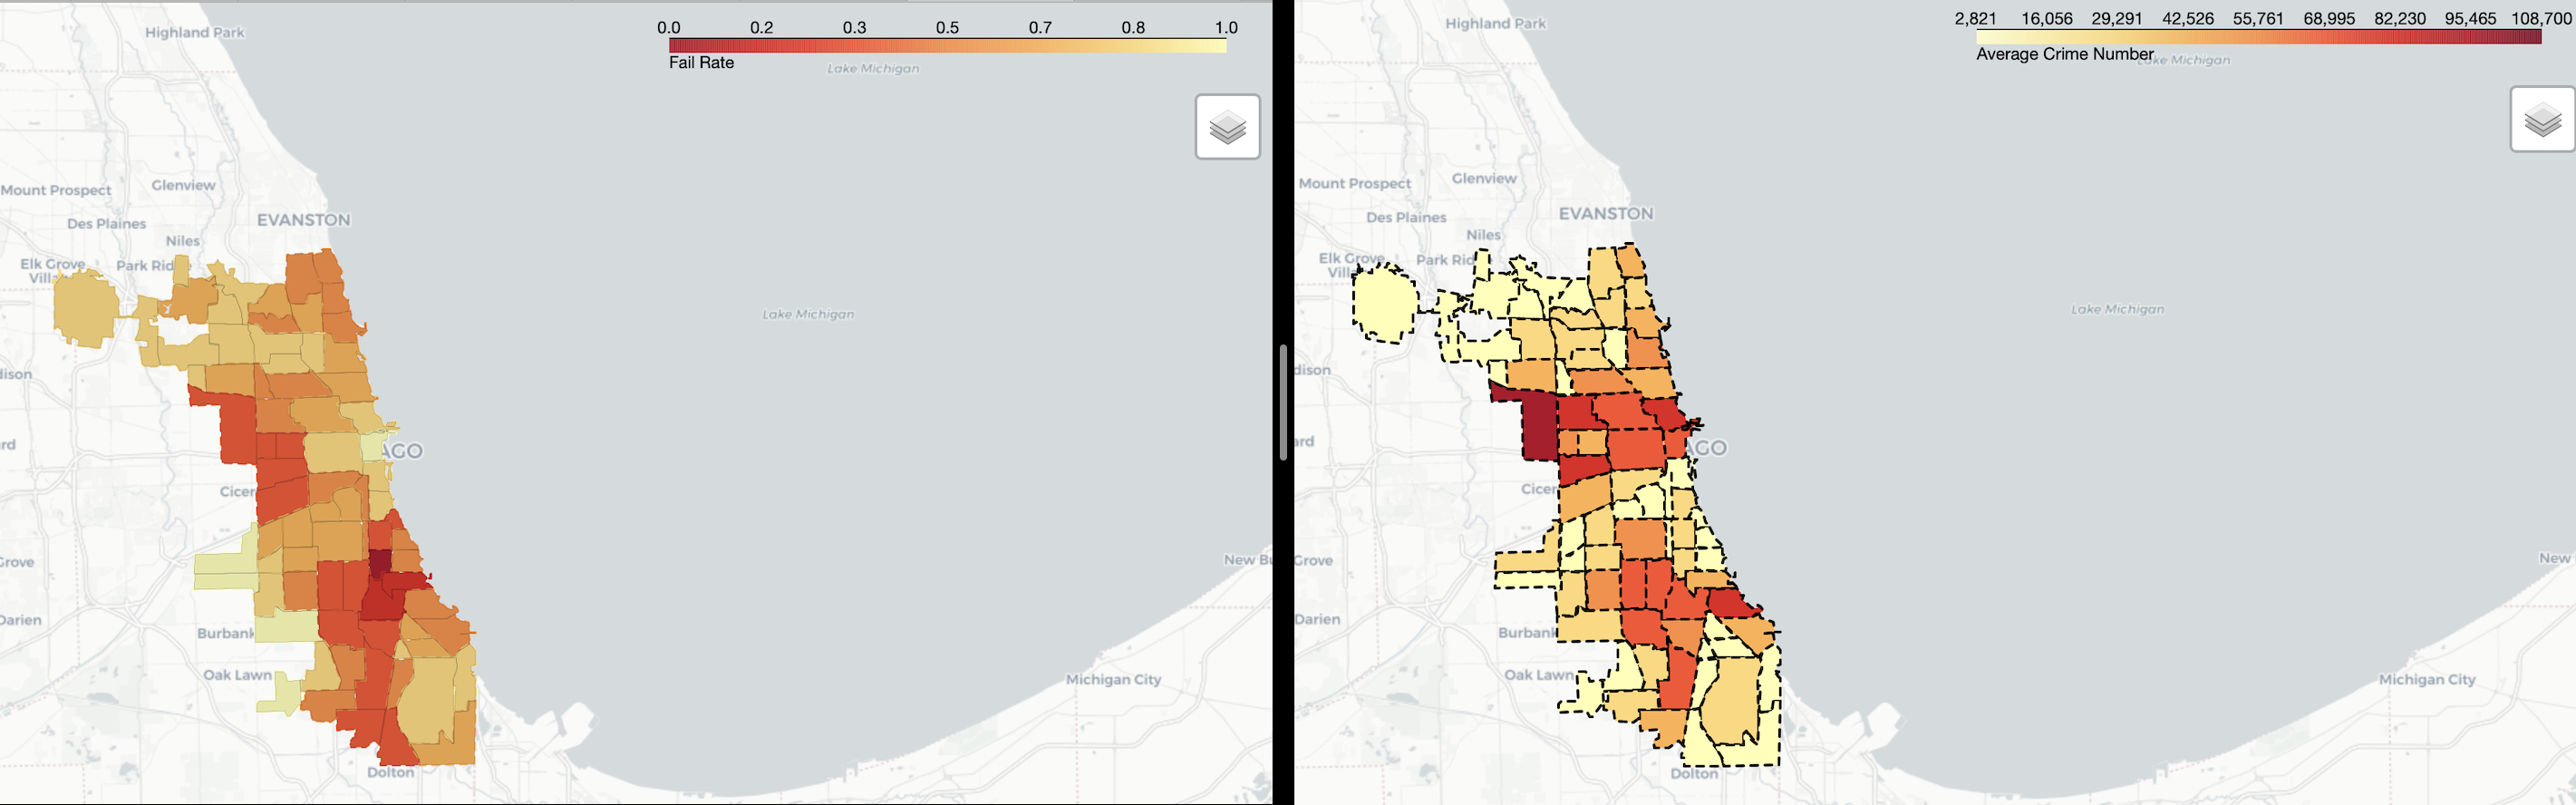 0.0 0.2 0.3 0.5 0.7 0.8 1.0
Fail Rate
Highland Park
Lake Michigan
Mount Prospect
Glenview
Des Plaines
EVANSTON
Niles
Elk Grove
Park Rid
Villa
Lake Michigan
dison
rd
AGO
Cicer
rove
New Bu
Darien
Burbank
Oak Lawn
Michigan City
Dolton
2,821 16,056 29,291 42,526 55,761 68,995 82,230 95,465 108,700
Average Crime Number
Highland Park
Lake Michigan
Mount Prospect
Glenview
Des Plaines
EVANSTON
Niles
Elk Grove
Park Rid
Villa
Lake Michigan
dison
ard
AGO
Cicer
Grove
New
Darien
Burbank
Oak Lawn
Michigan City
Dolton